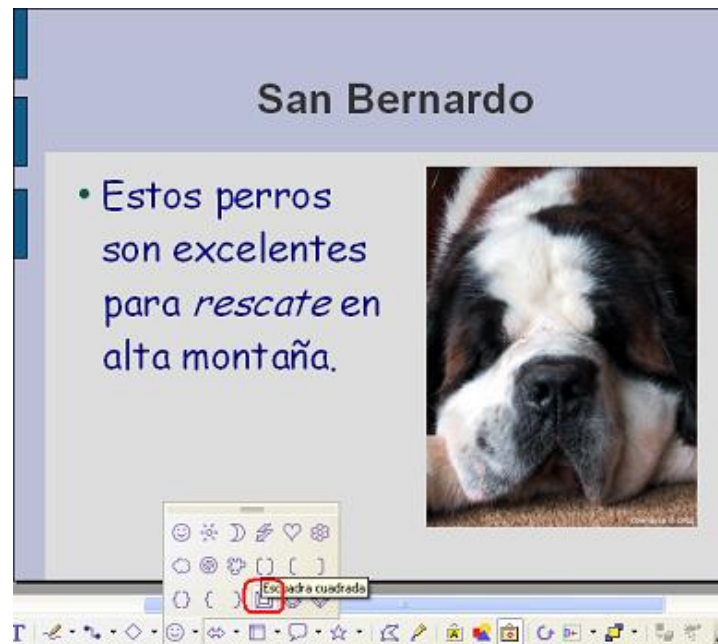 San Bernardo
• Estos perros
son excelentes
para rescate en
alta montaña.
Escuadra cuadrada